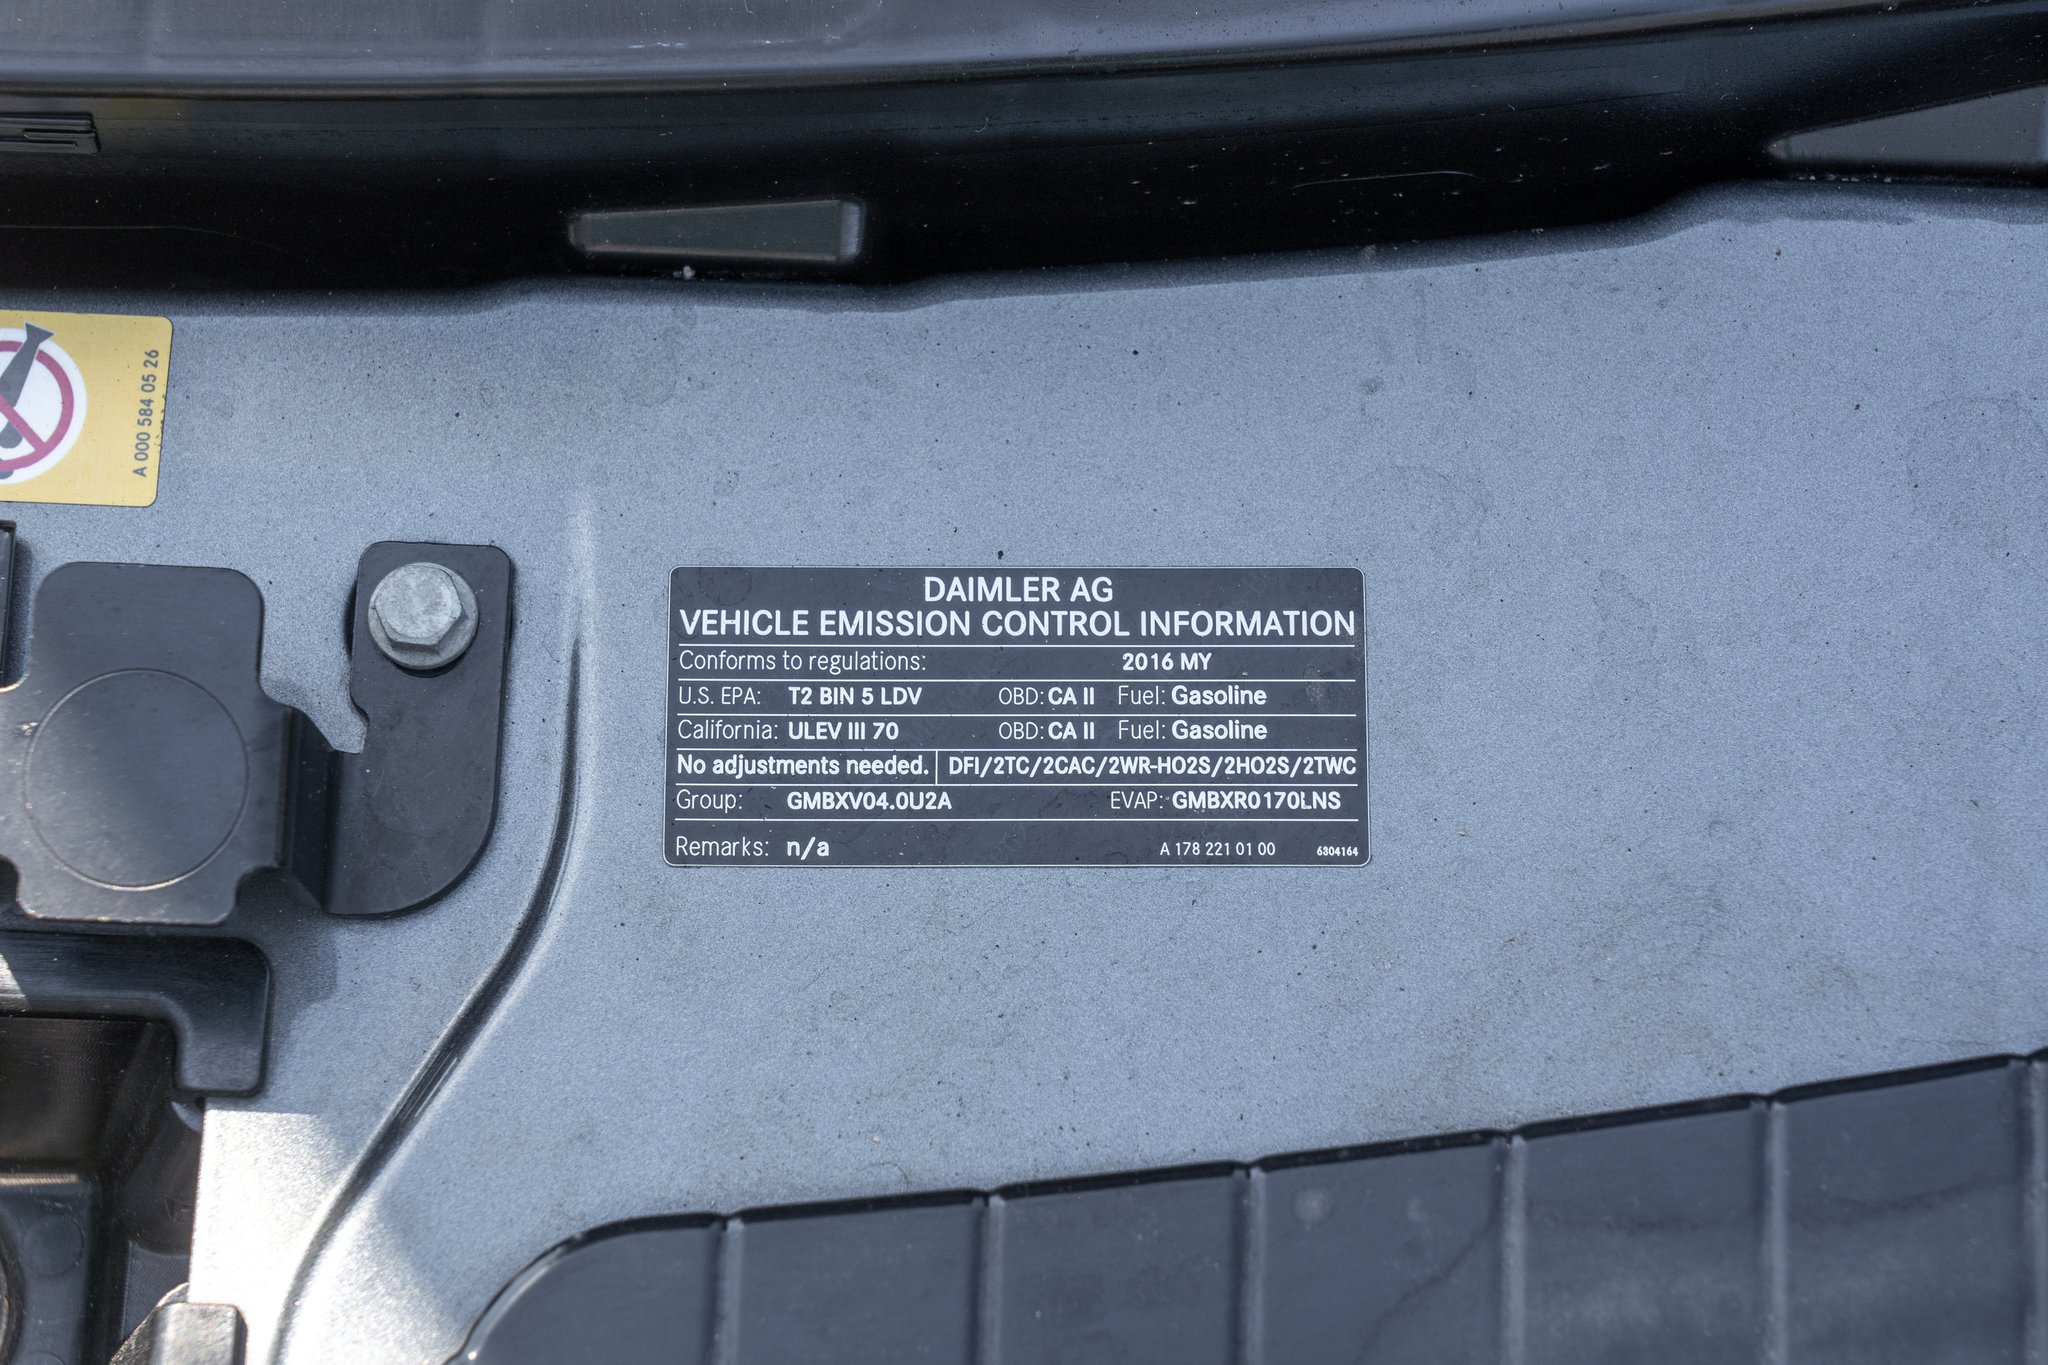 A 000 584 05 26
DAIMLER AG
VEHICLE EMISSION CONTROL INFORMATION
Conforms to regulations: 2016 MY
U.S. EPA: T2 BIN 5 LDV OBD: CA II Fuel: Gasoline
California: ULEV III 70 OBD: CA II Fuel: Gasoline
No adjustments needed. DFI/2TC/2CAC/2WR-HO2S/2HO2S/2TWC
Group: GMBXV04.0U2A EVAP: GMBXR0170LNS
Remarks: n/a A 178 221 01 00 6304164